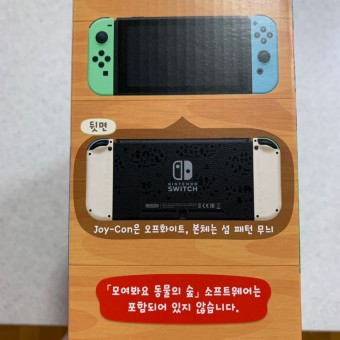 뒷면
NINTENDO
SWITCH
Joy-Con은 오프화이트, 본체는 섬 패턴 무늬
「모여봐요 동물의 숲」 소프트웨어는
포함되어 있지 않습니다.